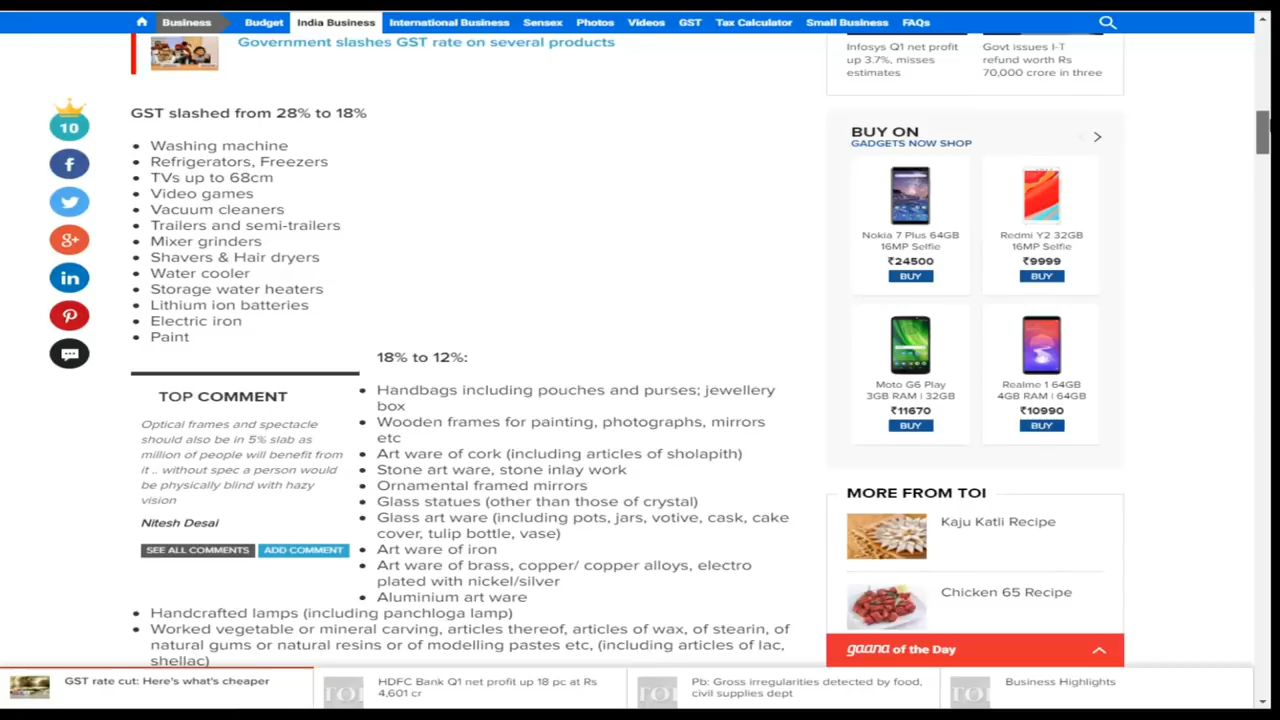 Business
Budget
India Business
International Business
Sensex
Photos
Videos
GST
Tax Calculator
Small Business
FAQs
Government slashes GST rate on several products
10
GST slashed from 28% to 18%
Washing machine
Refrigerators, Freezers
TVs up to 68cm
Video games
Vacuum cleaners
Trailers and semi-trailers
Mixer grinders
Shavers & Hair dryers
Water cooler
Storage water heaters
Lithium ion batteries
Electric iron
Paint
18% to 12%:
Handbags including pouches and purses; jewellery
box
Wooden frames for painting, photographs, mirrors
etc
Art ware of cork (including articles of sholapith)
Stone art ware, stone inlay work
Ornamental framed mirrors
Glass statues (other than those of crystal)
Glass art ware (including pots, jars, votive, cask, cake
cover, tulip bottle, vase)
Art ware of iron
Art ware of brass, copper/ copper alloys, electro
plated with nickel/silver
Aluminium art ware
Handcrafted lamps (including panchloga lamp)
Worked vegetable or mineral carving, articles thereof, articles of wax, of stearin, of
natural gums or natural resins or of modelling pastes etc, (including articles of lac,
shellac)
TOP COMMENT
Optical frames and spectacle
should also be in 5% slab as
million of people will benefit from
it .. without spec a person would
be physically blind with hazy
vision
Nitesh Desai
SEE ALL COMMENTS
ADD COMMENT
Infosys Q1 net profit
up 3.7%, misses
estimates
Govt issues I-T
refund worth Rs
70,000 crore in three
BUY ON
GADGETS NOW SHOP
Nokia 7 Plus 64GB
16MP Selfie
₹24500
BUY
Redmi Y2 32GB
16MP Selfie
₹9999
BUY
Moto G6 Play
3GB RAM | 32GB
₹11670
BUY
Realme 1 64GB
4GB RAM | 64GB
₹10990
BUY
MORE FROM TOI
Kaju Katli Recipe
Chicken 65 Recipe
gaana of the Day
GST rate cut: Here's what's cheaper
TOI
HDFC Bank Q1 net profit up 18 pc at Rs
4,601 cr
TOI
Pb: Gross irregularities detected by food,
civil supplies dept
TOI
Business Highlights